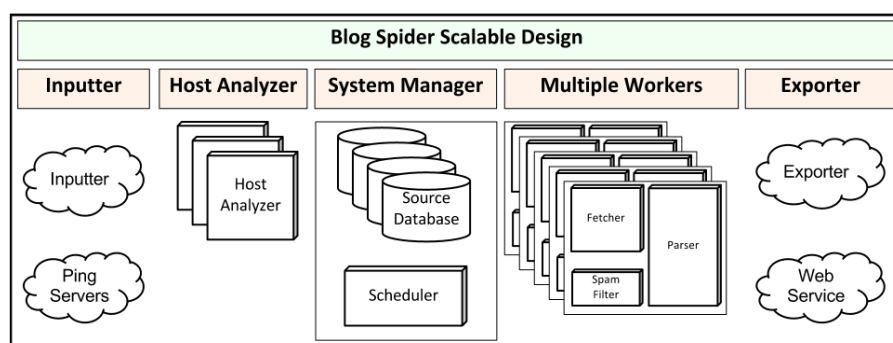 Blog Spider Scalable Design
Inputter
Host Analyzer
System Manager
Multiple Workers
Exporter
Inputter
Ping
Servers
Host
Analyzer
Source
Database
Scheduler
Fetcher
Spam
Filter
Parser
Exporter
Web
Service